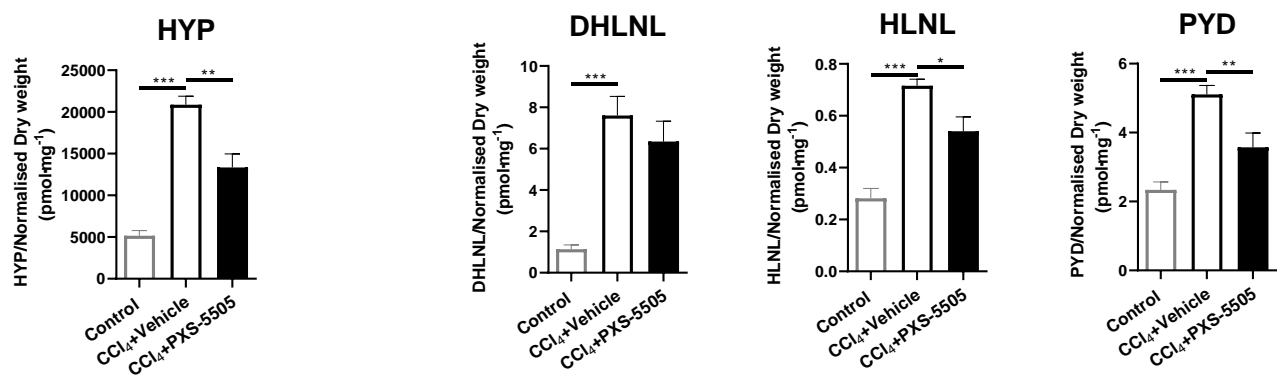 HYP
HYP/Normalised Dry weight
(pmol·mg⁻¹)
25000
20000
15000
10000
5000
0
***
**
Control
CCl₄+Vehicle
CCl₄+PXS-5505
DHLNL
DHLNL/Normalised Dry weight
(pmol·mg⁻¹)
10
8
6
4
2
0
***
Control
CCl₄+Vehicle
CCl₄+PXS-5505
HLNL
HLNL/Normalised Dry weight
(pmol·mg⁻¹)
0.8
0.6
0.4
0.2
0.0
***
*
Control
CCl₄+Vehicle
CCl₄+PXS-5505
PYD
PYD/Normalised Dry weight
(pmol·mg⁻¹)
6
4
2
0
***
**
Control
CCl₄+Vehicle
CCl₄+PXS-5505